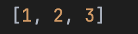 [1, 2, 3]